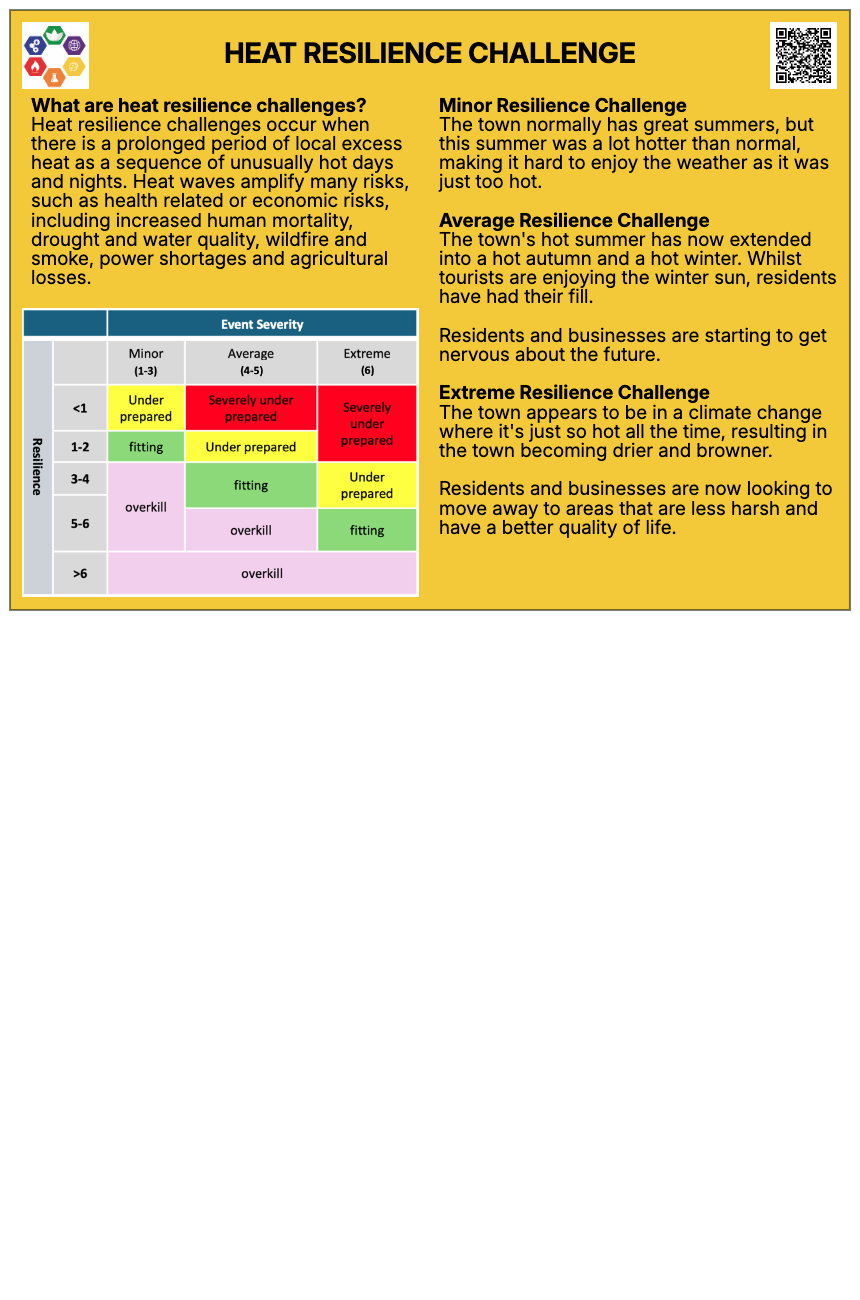 HEAT RESILIENCE CHALLENGE
What are heat resilience challenges?
Heat resilience challenges occur when
there is a prolonged period of local excess
heat as a sequence of unusually hot days
and nights. Heat waves amplify many risks,
such as health related or economic risks,
including increased human mortality,
drought and water quality, wildfire and
smoke, power shortages and agricultural
losses.
Event Severity
Minor
(1-3)
Average
(4-5)
Extreme
(6)
Resilience
<1
Under
prepared
Severely under
prepared
Severely
under
prepared
1-2
fitting
Under prepared
3-4
overkill
fitting
Under
prepared
5-6
overkill
fitting
>6
overkill
Minor Resilience Challenge
The town normally has great summers, but
this summer was a lot hotter than normal,
making it hard to enjoy the weather as it was
just too hot.
Average Resilience Challenge
The town's hot summer has now extended
into a hot autumn and a hot winter. Whilst
tourists are enjoying the winter sun, residents
have had their fill.
Residents and businesses are starting to get
nervous about the future.
Extreme Resilience Challenge
The town appears to be in a climate change
where it's just so hot all the time, resulting in
the town becoming drier and browner.
Residents and businesses are now looking to
move away to areas that are less harsh and
have a better quality of life.